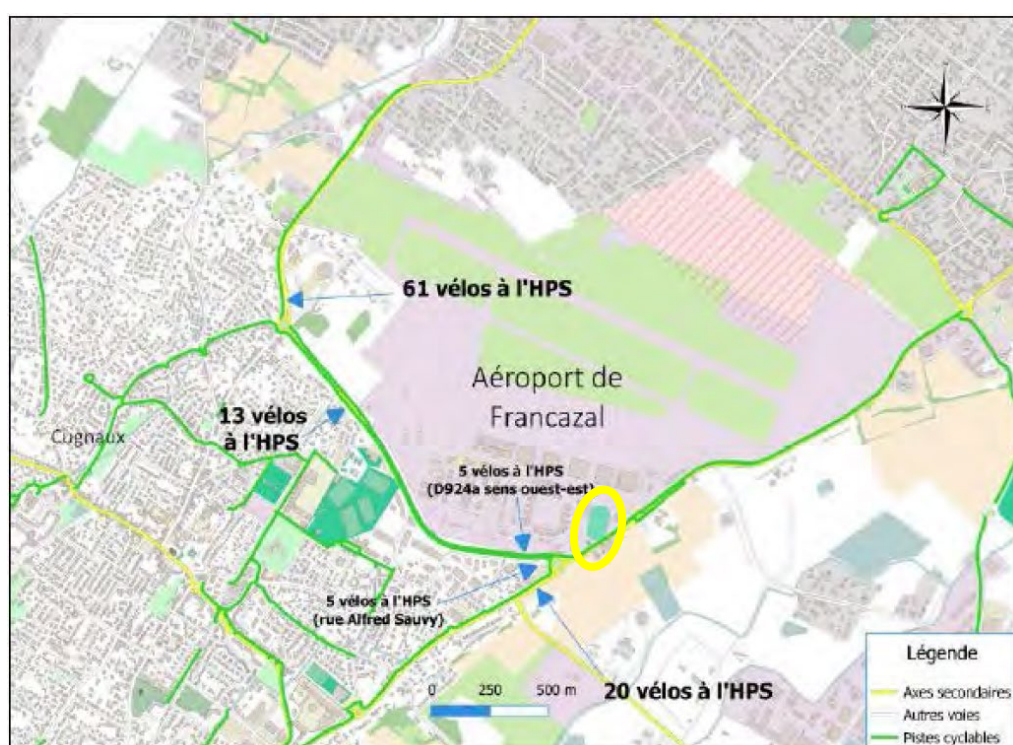 61 vélos à l'HPS
Aéroport de
Francazal
13 vélos
à l'HPS
Cugnaux
5 vélos à l'HPS
(D924a sens ouest-est)
5 vélos à l'HPS
(rue Alfred Sauvy)
20 vélos à l'HPS
0 250 500 m
Légende
Axes secondaires
Autres voies
Pistes cyclables